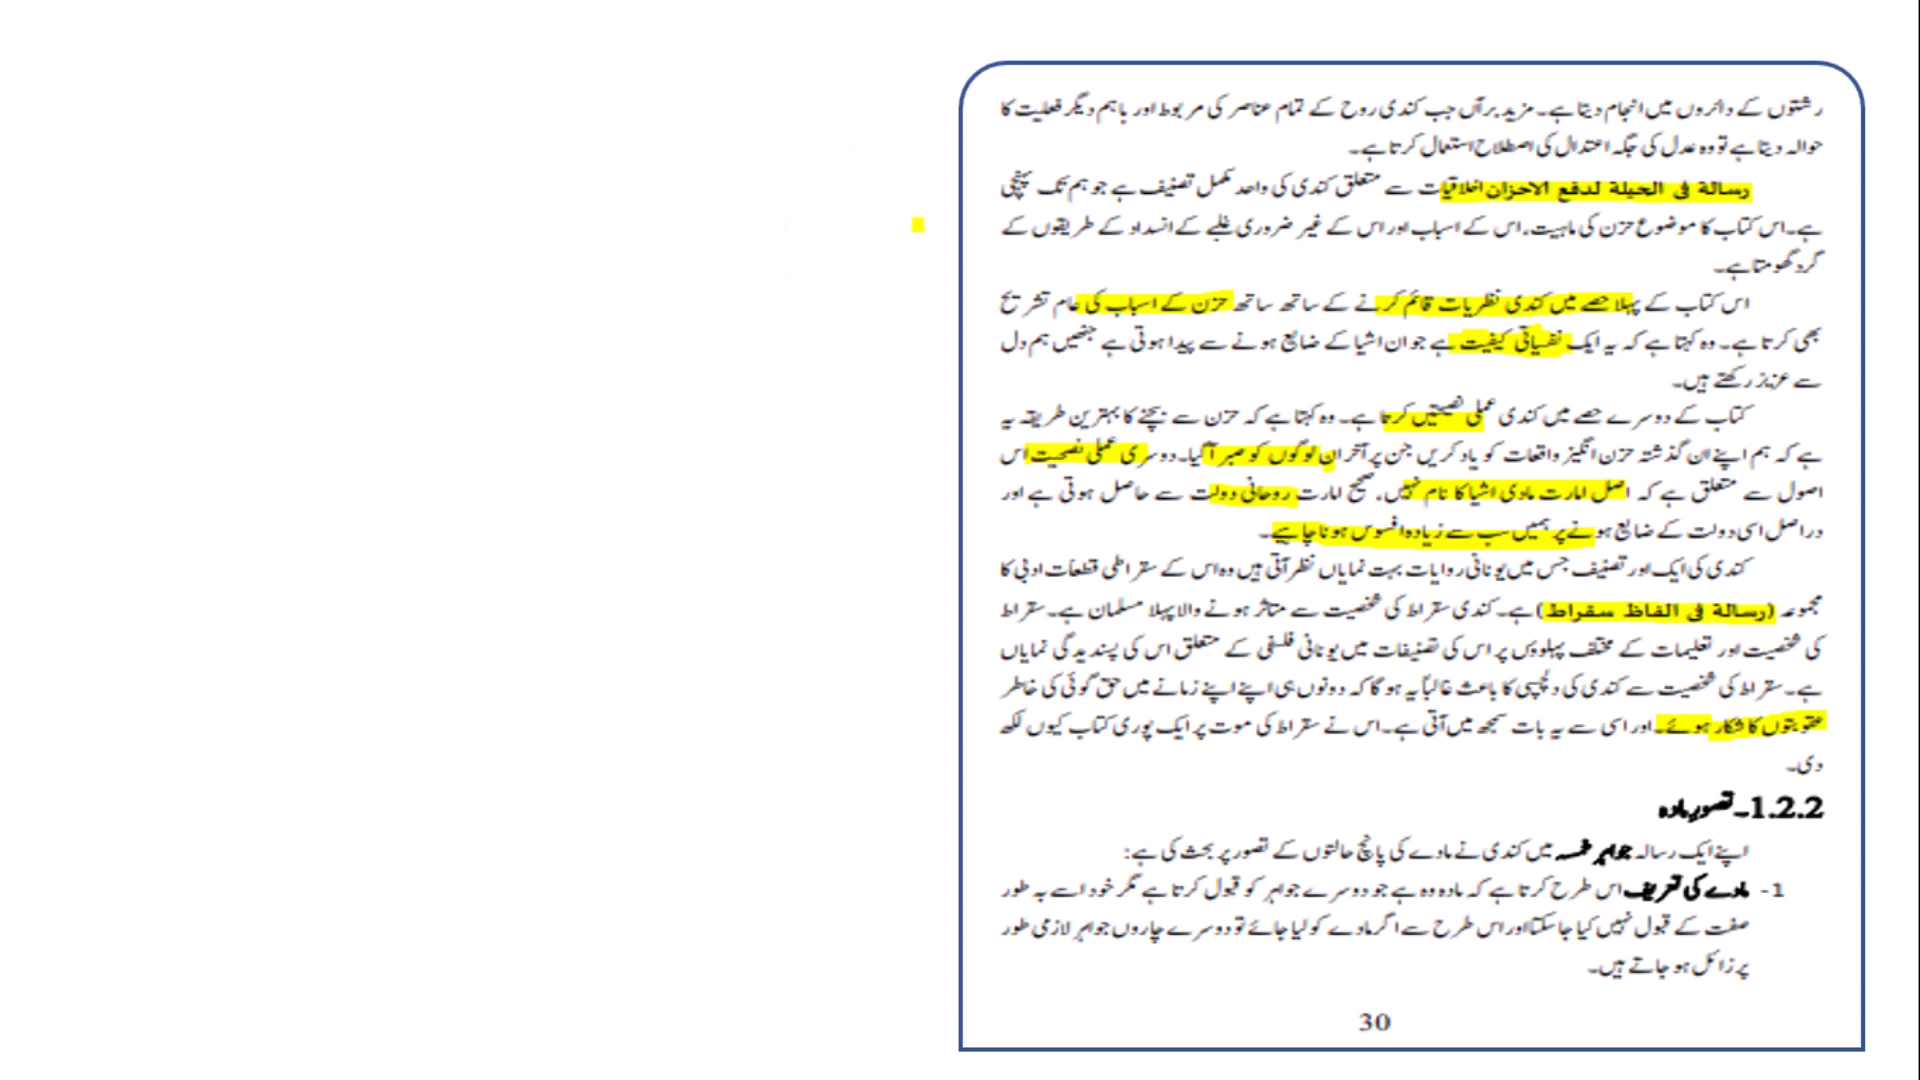 رشتوں کے دائروں میں انجام دیتا ہے۔ مزید برآں جب کندی روح کے تمام عناصر کی مربوط اور باہم دیگر فعلیت کا
حوالہ دیتا ہے تو وہ عدل کی جگہ اعتدال کی اصطلاح استعمال کرتا ہے۔
رسالة فى الحيلة لدفع الاحزان اخلاقیات سے متعلق کندی کی واحد مکمل تصنیف ہے جو ہم تک پہنچی
ہے۔ اس کتاب کا موضوع حزن کی ماہیت، اس کے اسباب اور اس کے غیر ضروری غلبے کے انسداد کے طریقوں کے
گرد گھومتا ہے۔
اس کتاب کے پہلا حصے میں کندی نظریات قائم کرنے کے ساتھ ساتھ حزن کے اسباب کی عام تشریح
بھی کرتا ہے۔ وہ کہتا ہے کہ یہ ایک نفسیاتی کیفیت ہے جو ان اشیا کے ضایع ہونے سے پیدا ہوتی ہے جنھیں ہم دل
سے عزیز رکھتے ہیں۔
کتاب کے دوسرے حصے میں کندی عملی نصیحتیں کرتا ہے۔ وہ کہتا ہے کہ حزن سے بچنے کا بہترین طریقہ یہ
ہے کہ ہم اپنے ان گذشتہ حزن انگیز واقعات کو یاد کریں جن پر آخر ان لوگوں کو صبر آ گیا۔ دوسری عملی نصیحت اس
اصول سے متعلق ہے کہ اصل امارت مادی اشیا کا نام نہیں، صحیح امارت روحانی دولت سے حاصل ہوتی ہے اور
دراصل اسی دولت کے ضایع ہونے پر ہمیں سب سے زیادہ افسوس ہونا چاہیے۔
کندی کی ایک اور تصنیف جس میں یونانی روایات بہت نمایاں نظر آتی ہیں وہ اس کے سقراطی قطعات ادبی کا
مجموعہ (رسالة فى الفاظ سقراط) ہے۔ کندی سقراط کی شخصیت سے متاثر ہونے والا پہلا مسلمان ہے۔ سقراط
کی شخصیت اور تعلیمات کے مختلف پہلوؤں پر اس کی تصنیفات میں یونانی فلسفی کے متعلق اس کی پسندیدگی نمایاں
ہے۔ سقراط کی شخصیت سے کندی کی دلچسپی کا باعث غالباً یہ ہو گا کہ دونوں ہی اپنے اپنے زمانے میں حق گوئی کی خاطر
عقوبتوں کا شکار ہوئے۔ اور اسی سے یہ بات سمجھ میں آتی ہے۔ اس نے سقراط کی موت پر ایک پوری کتاب کیوں لکھ
دی۔
1.2.2۔ تصورِ مادہ
اپنے ایک رسالہ جواہر خمسہ میں کندی نے مادے کی پانچ حالتوں کے تصور پر بحث کی ہے:
1- مادے کی تعریف اس طرح کرتا ہے کہ مادہ وہ ہے جو دوسرے جواہر کو قبول کرتا ہے مگر خود اسے بہ طور
صفت کے قبول نہیں کیا جا سکتا اور اس طرح سے اگر مادے کو لیا جائے تو دوسرے چاروں جواہر لازمی طور
پر زائل ہو جاتے ہیں۔
30